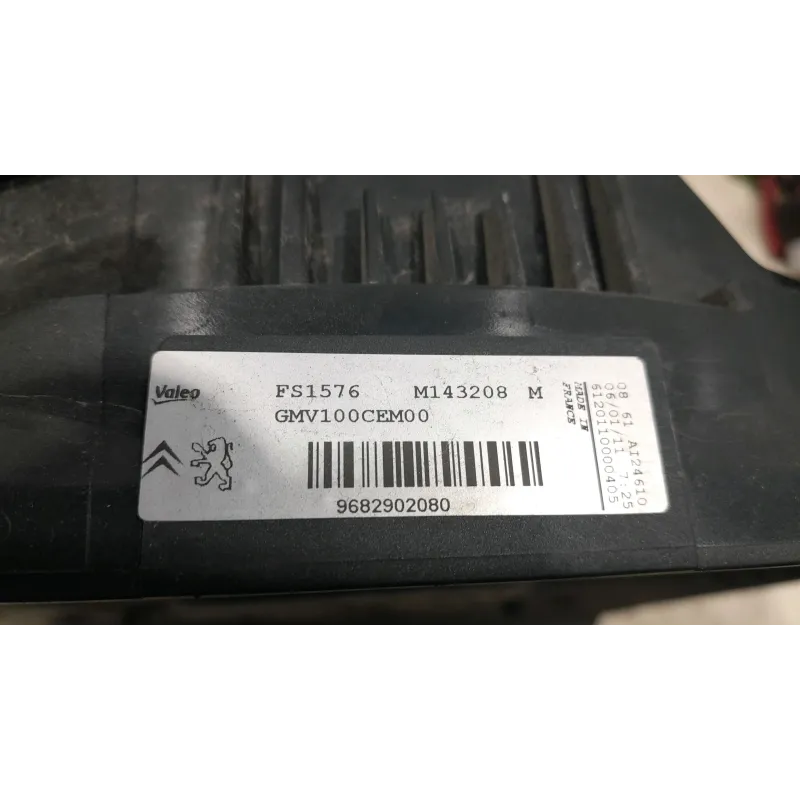 Valeo
FS1576 M143208 M
GMV100CEM00
9682902080
MADE IN
FRANCE
08 61 AI24610
06/01/11 7:25
6120110000405